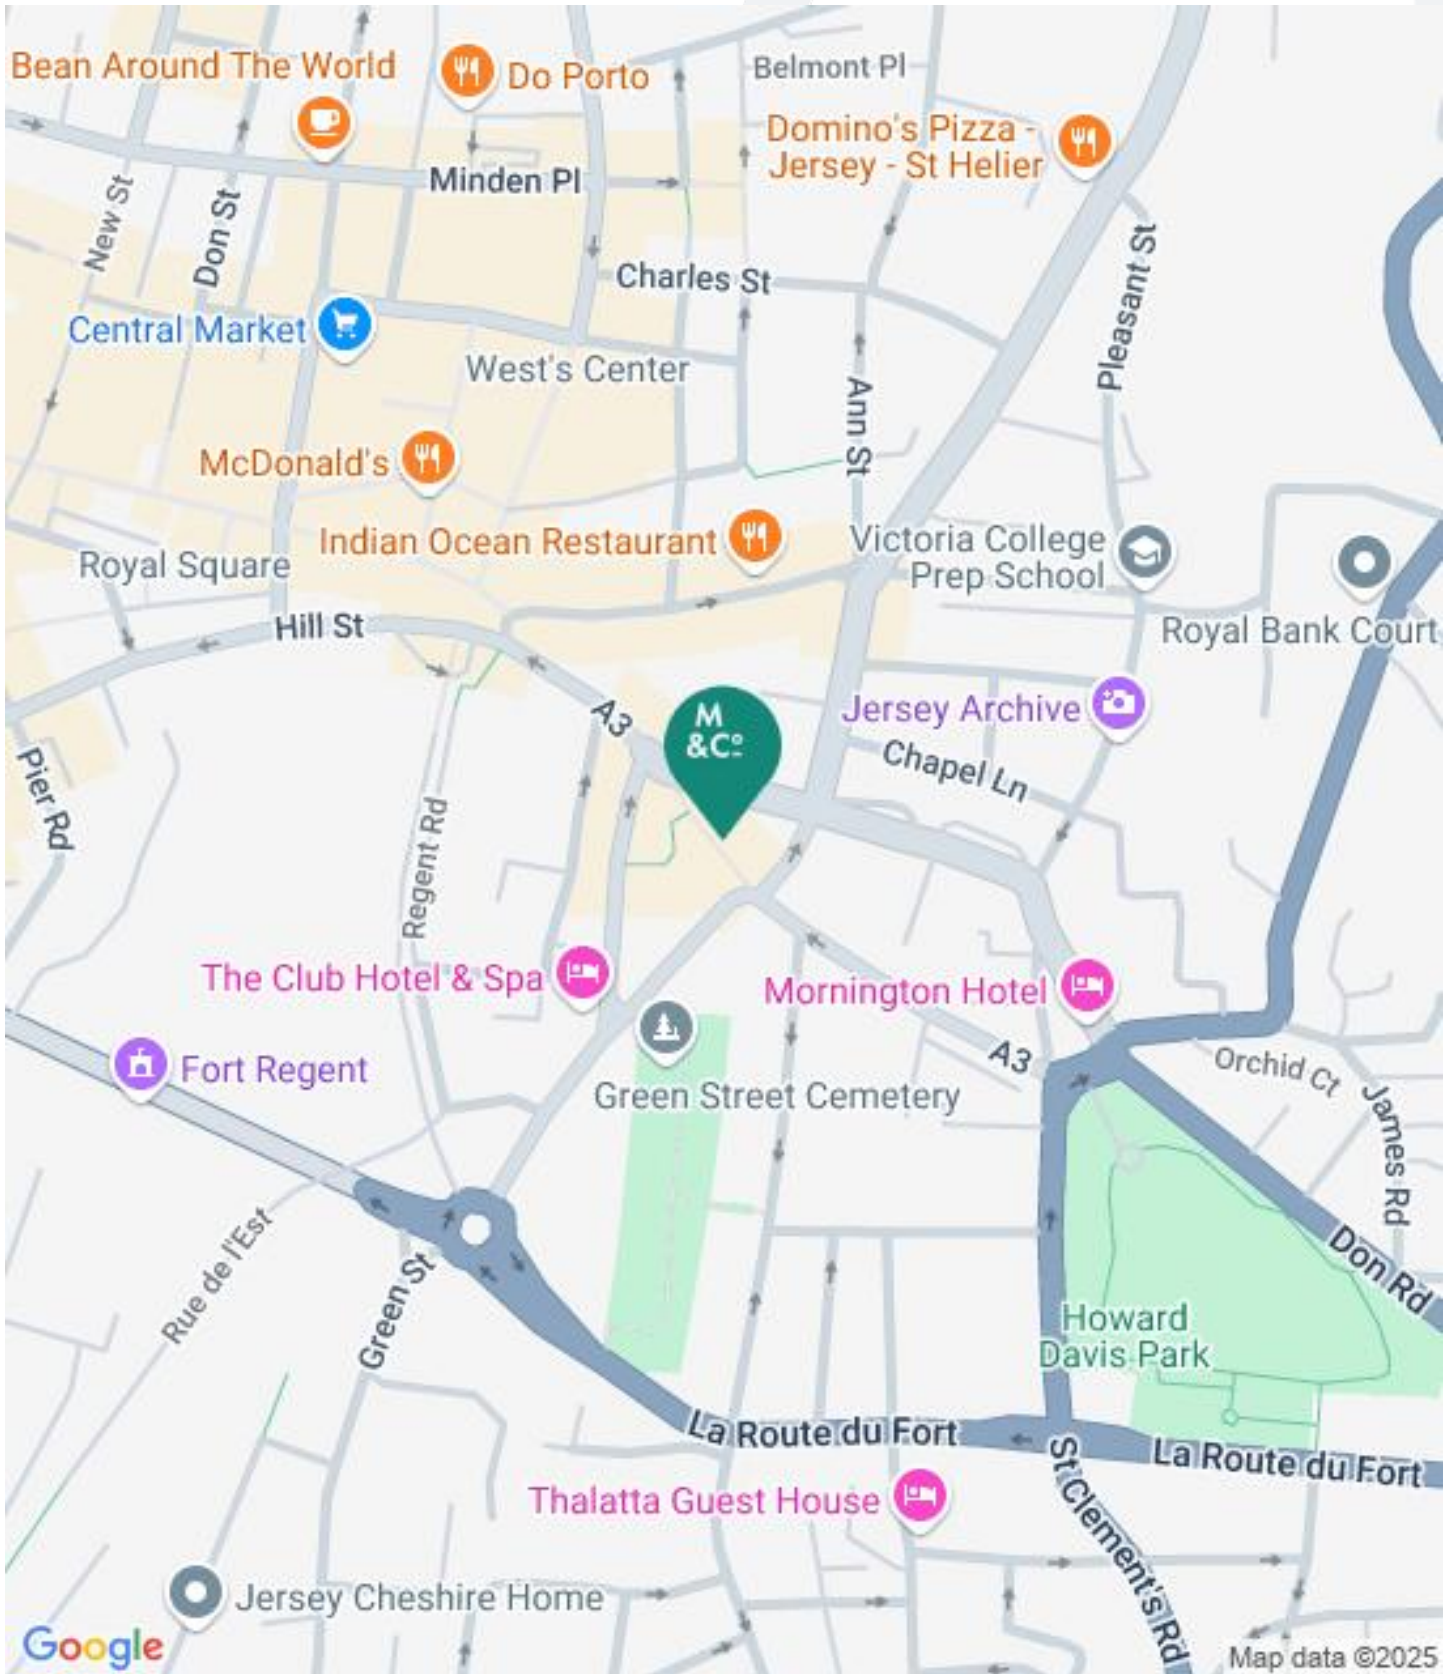 Bean Around The World
Do Porto
Belmont Pl
Domino's Pizza -
Jersey - St Helier
Minden Pl
New St
Don St
Charles St
Pleasant St
Central Market
West's Center
Ann St
McDonald's
Indian Ocean Restaurant
Victoria College
Prep School
Royal Square
Hill St
Royal Bank Court
A3
M
&Co
Jersey Archive
Chapel Ln
Pier Rd
Regent Rd
The Club Hotel & Spa
Mornington Hotel
A3
Fort Regent
Green Street Cemetery
Orchid Ct
James Rd
Rue de l'Est
Green St
Don Rd
Howard
Davis Park
La Route du Fort
La Route du Fort
St Clement's Rd
Thalatta Guest House
Jersey Cheshire Home
Google
Map data ©2025